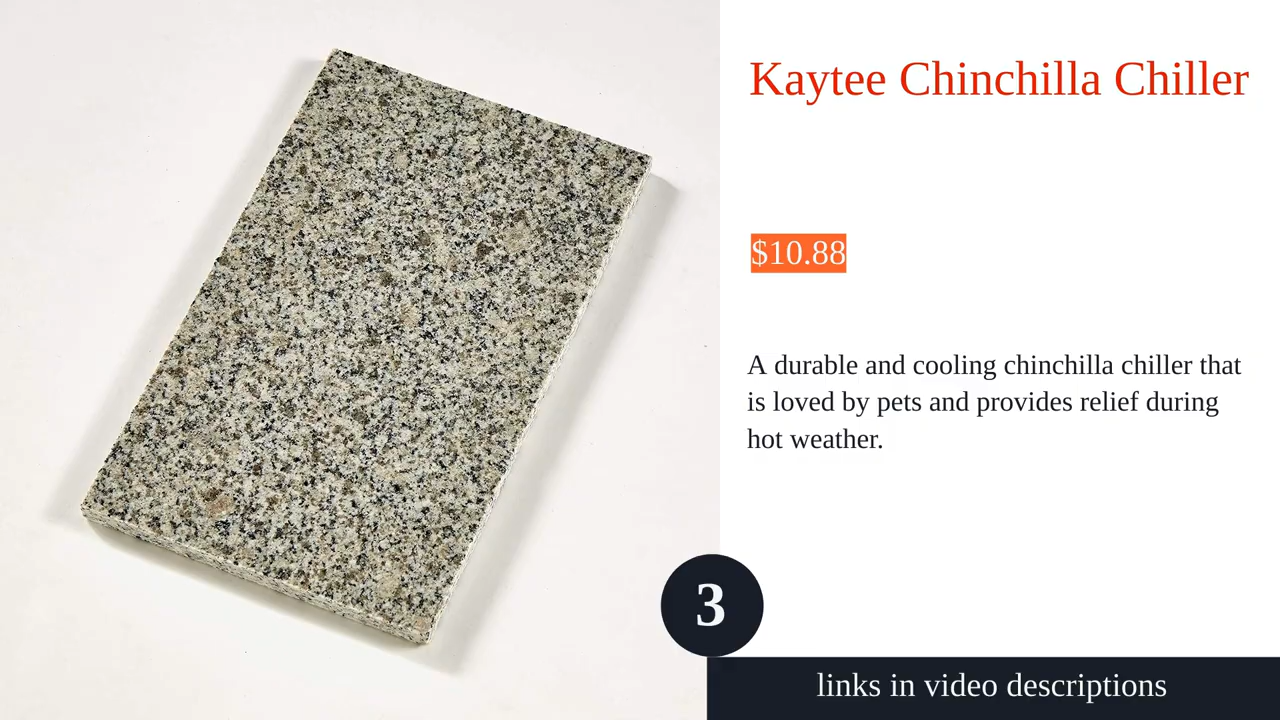 Kaytee Chinchilla Chiller
$10.88
A durable and cooling chinchilla chiller that
is loved by pets and provides relief during
hot weather.
3
links in video descriptions